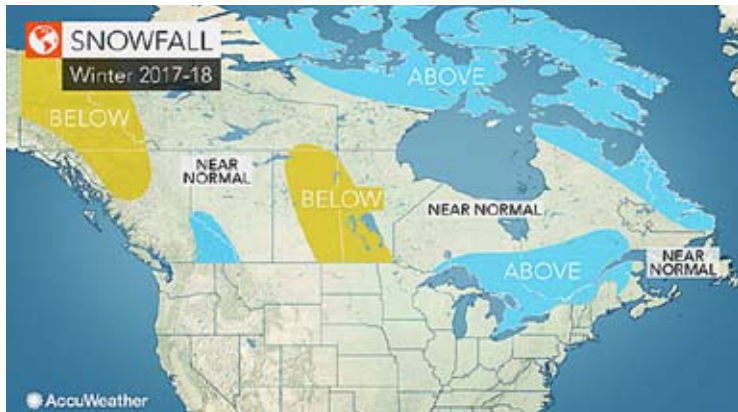 SNOWFALL
Winter 2017-18
ABOVE
BELOW
NEAR
NORMAL
BELOW
NEAR NORMAL
ABOVE
NEAR
NORMAL
AccuWeather